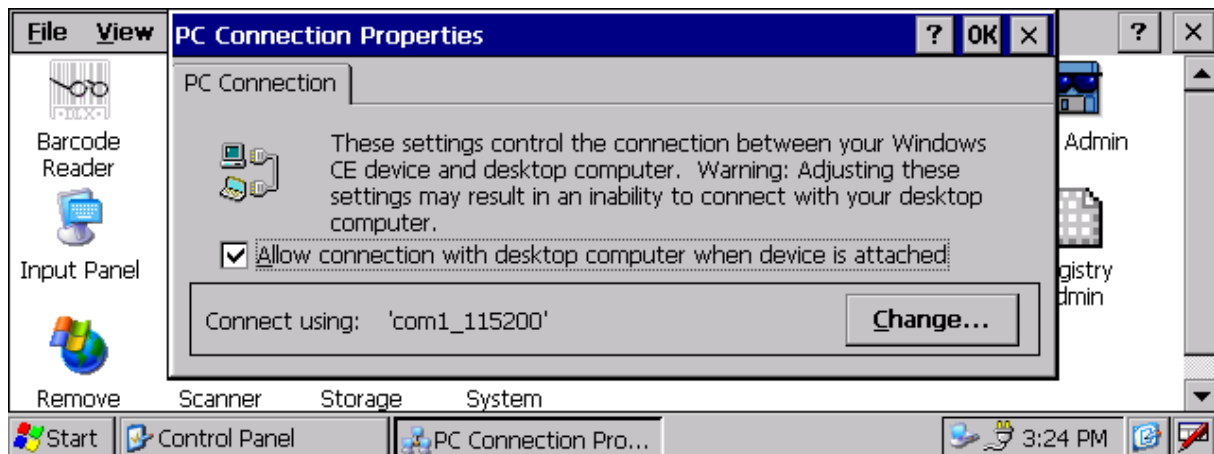 File View PC Connection Properties ? OK × ? ×
PC Connection
DLX
Barcode
Reader
These settings control the connection between your Windows
CE device and desktop computer. Warning: Adjusting these
settings may result in an inability to connect with your desktop
computer.
Admin
Input Panel
Allow connection with desktop computer when device is attached
gistry
dmin
Connect using: 'com1_115200' Change...
Remove Scanner Storage System
Start Control Panel PC Connection Pro... 3:24 PM